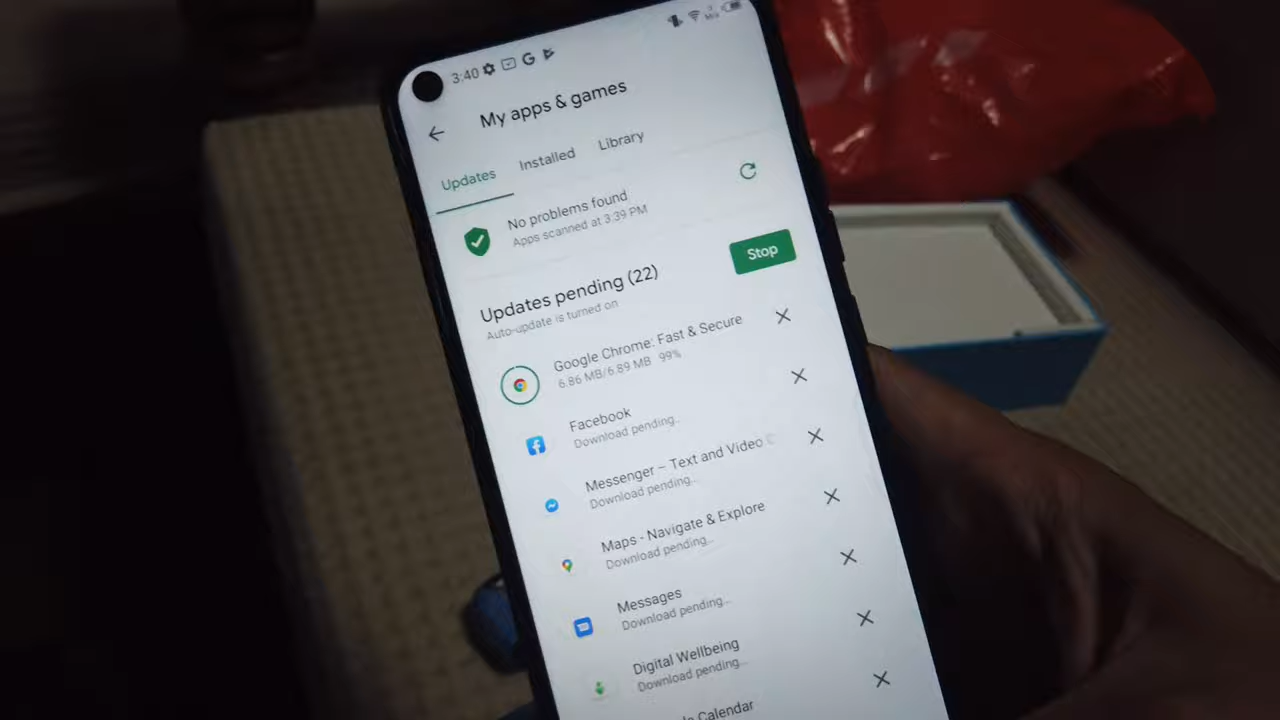 3:40
My apps & games
Updates
Installed
Library
No problems found
Apps scanned at 3:39 PM
Updates pending (22)
Auto-update is turned on
Stop
Google Chrome: Fast & Secure
6.86 MB/6.89 MB 99%
Facebook
Download pending..
Messenger – Text and Video
Download pending...
Maps - Navigate & Explore
Download pending...
Messages
Download pending...
Digital Wellbeing
Download pending...
Calendar